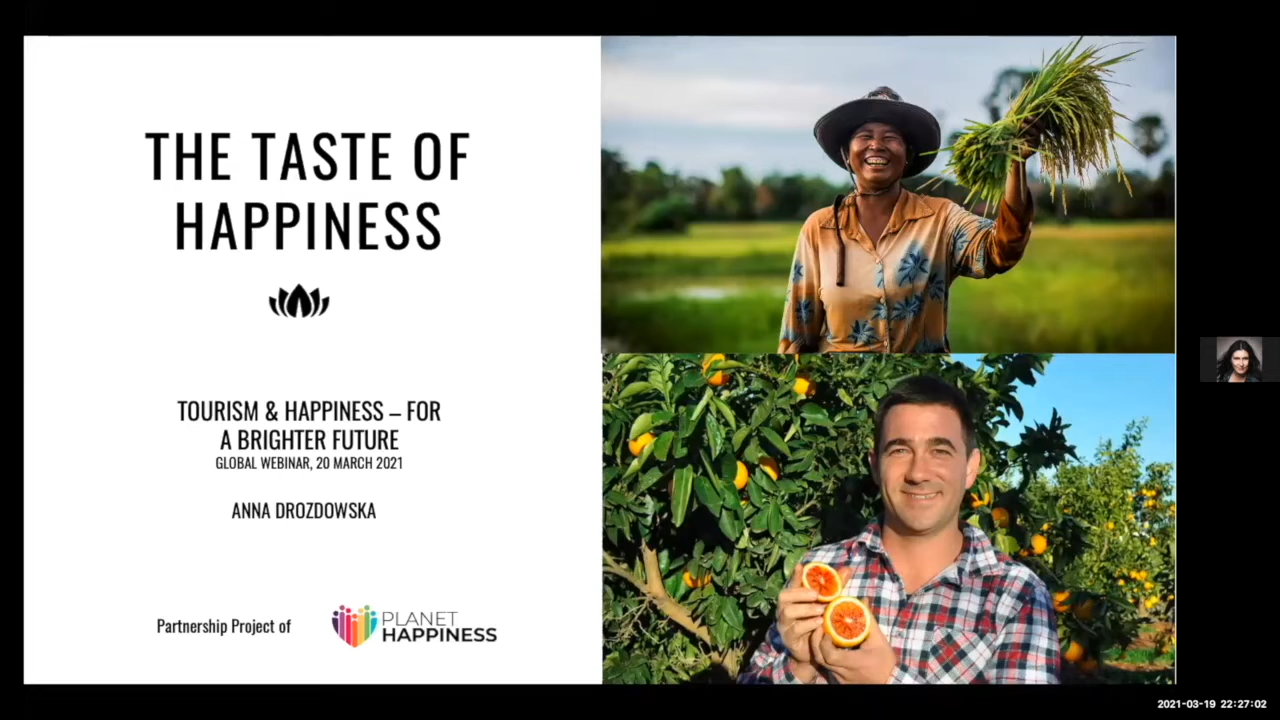 THE TASTE OF
HAPPINESS
TOURISM & HAPPINESS – FOR
A BRIGHTER FUTURE
GLOBAL WEBINAR, 20 MARCH 2021
ANNA DROZDOWSKA
Partnership Project of
PLANET
HAPPINESS
2021-03-19 22:27:02